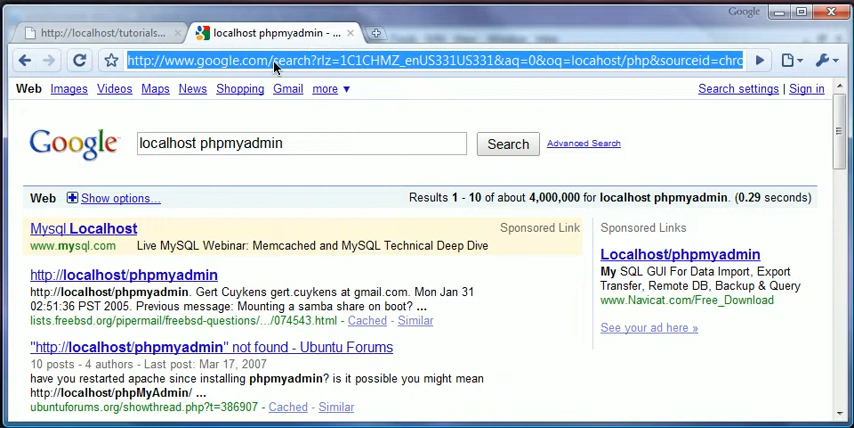 Google
http://localhost/tutorials...
localhost phpmyadmin - ...
http://www.google.com/search?rlz=1C1CHMZ_enUS331US331&aq=0&oq=locahost/php&sourceid=chro
Web Images Videos Maps News Shopping Gmail more ▼ Search settings | Sign in
Google localhost phpmyadmin Search Advanced Search
Web Show options... Results 1 - 10 of about 4,000,000 for localhost phpmyadmin. (0.29 seconds)
Mysql Localhost Sponsored Link
www.mysql.com Live MySQL Webinar: Memcached and MySQL Technical Deep Dive
http://localhost/phpmyadmin
http://localhost/phpmyadmin. Gert Cuykens gert.cuykens at gmail.com. Mon Jan 31
02:51:36 PST 2005. Previous message: Mounting a samba share on boot? ...
lists.freebsd.org/pipermail/freebsd-questions/.../074543.html - Cached - Similar
"http://localhost/phpmyadmin" not found - Ubuntu Forums
10 posts - 4 authors - Last post: Mar 17, 2007
have you restarted apache since installing phpmyadmin? is it possible you might mean
http://localhost/phpMyAdmin/ ...
ubuntuforums.org/showthread.php?t=386907 - Cached - Similar
Sponsored Links
Localhost/phpmyadmin
My SQL GUI For Data Import, Export
Transfer, Remote DB, Backup & Query
www.Navicat.com/Free_Download
See your ad here »